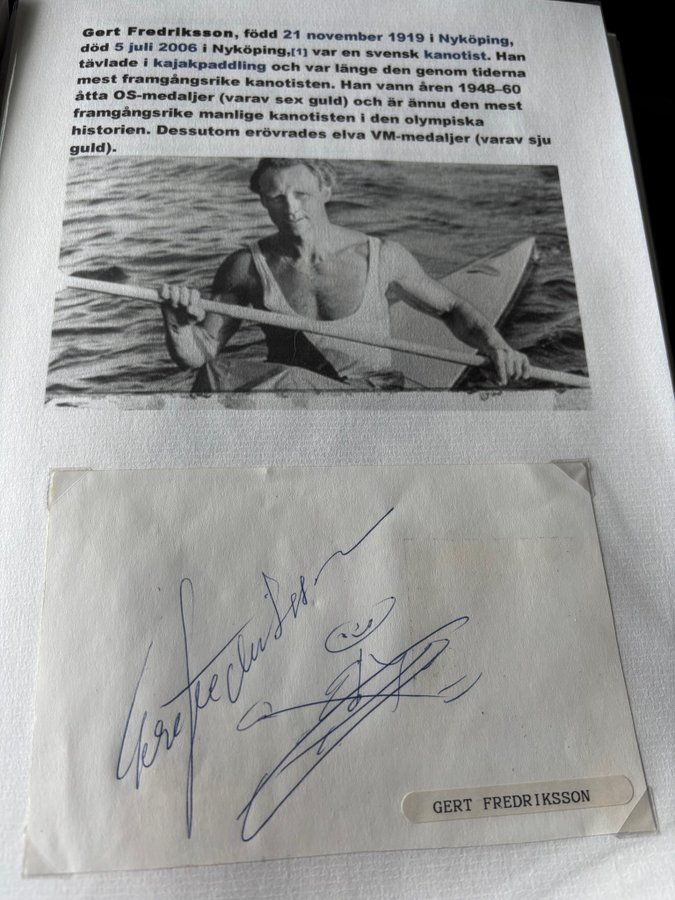 Gert Fredriksson, född 21 november 1919 i Nyköping,
död 5 juli 2006 i Nyköping,[1] var en svensk kanotist. Han
tävlade i kajakpaddling och var länge den genom tiderna
mest framgångsrike kanotisten. Han vann åren 1948–60
åtta OS-medaljer (varav sex guld) och är ännu den mest
framgångsrike manlige kanotisten i den olympiska
historien. Dessutom erövrades elva VM-medaljer (varav sju
guld).
Gert Fredriksson
GERT FREDRIKSSON